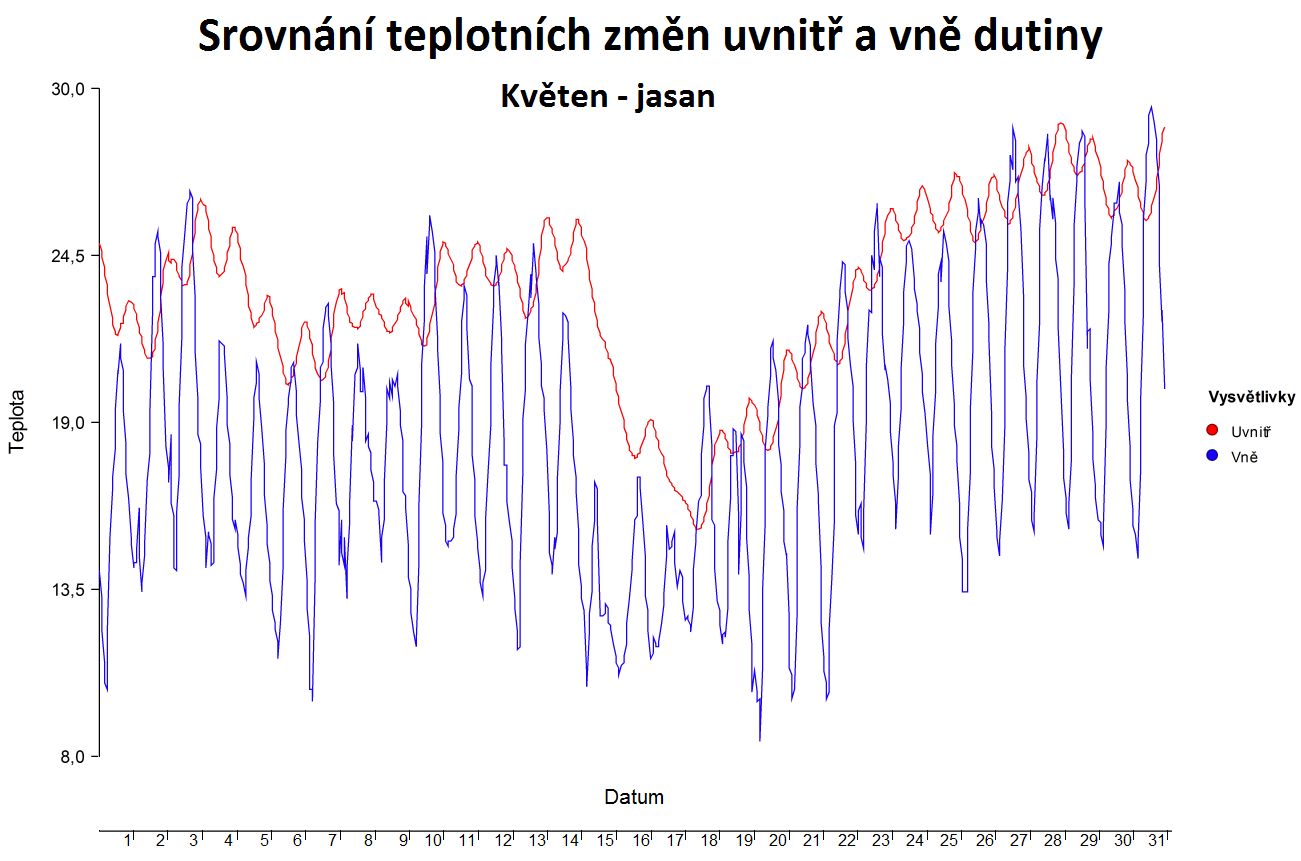 Srovnání teplotních změn uvnitř a vně dutiny
Květen - jasan
30,0
24,5
19,0
13,5
8,0
Teplota
Vysvětlivky
Uvnitř
Vně
Datum
1 2 3 4 5 6 7 8 9 10 11 12 13 14 15 16 17 18 19 20 21 22 23 24 25 26 27 28 29 30 31